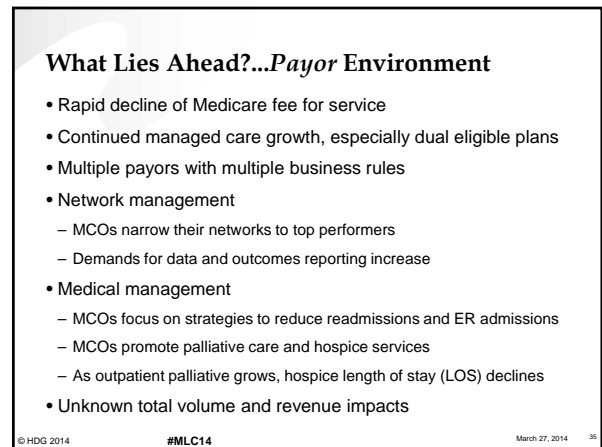 What Lies Ahead?...Payor Environment
• Rapid decline of Medicare fee for service
• Continued managed care growth, especially dual eligible plans
• Multiple payors with multiple business rules
• Network management
– MCOs narrow their networks to top performers
– Demands for data and outcomes reporting increase
• Medical management
– MCOs focus on strategies to reduce readmissions and ER admissions
– MCOs promote palliative care and hospice services
– As outpatient palliative grows, hospice length of stay (LOS) declines
• Unknown total volume and revenue impacts
© HDG 2014 #MLC14 March 27, 2014 35